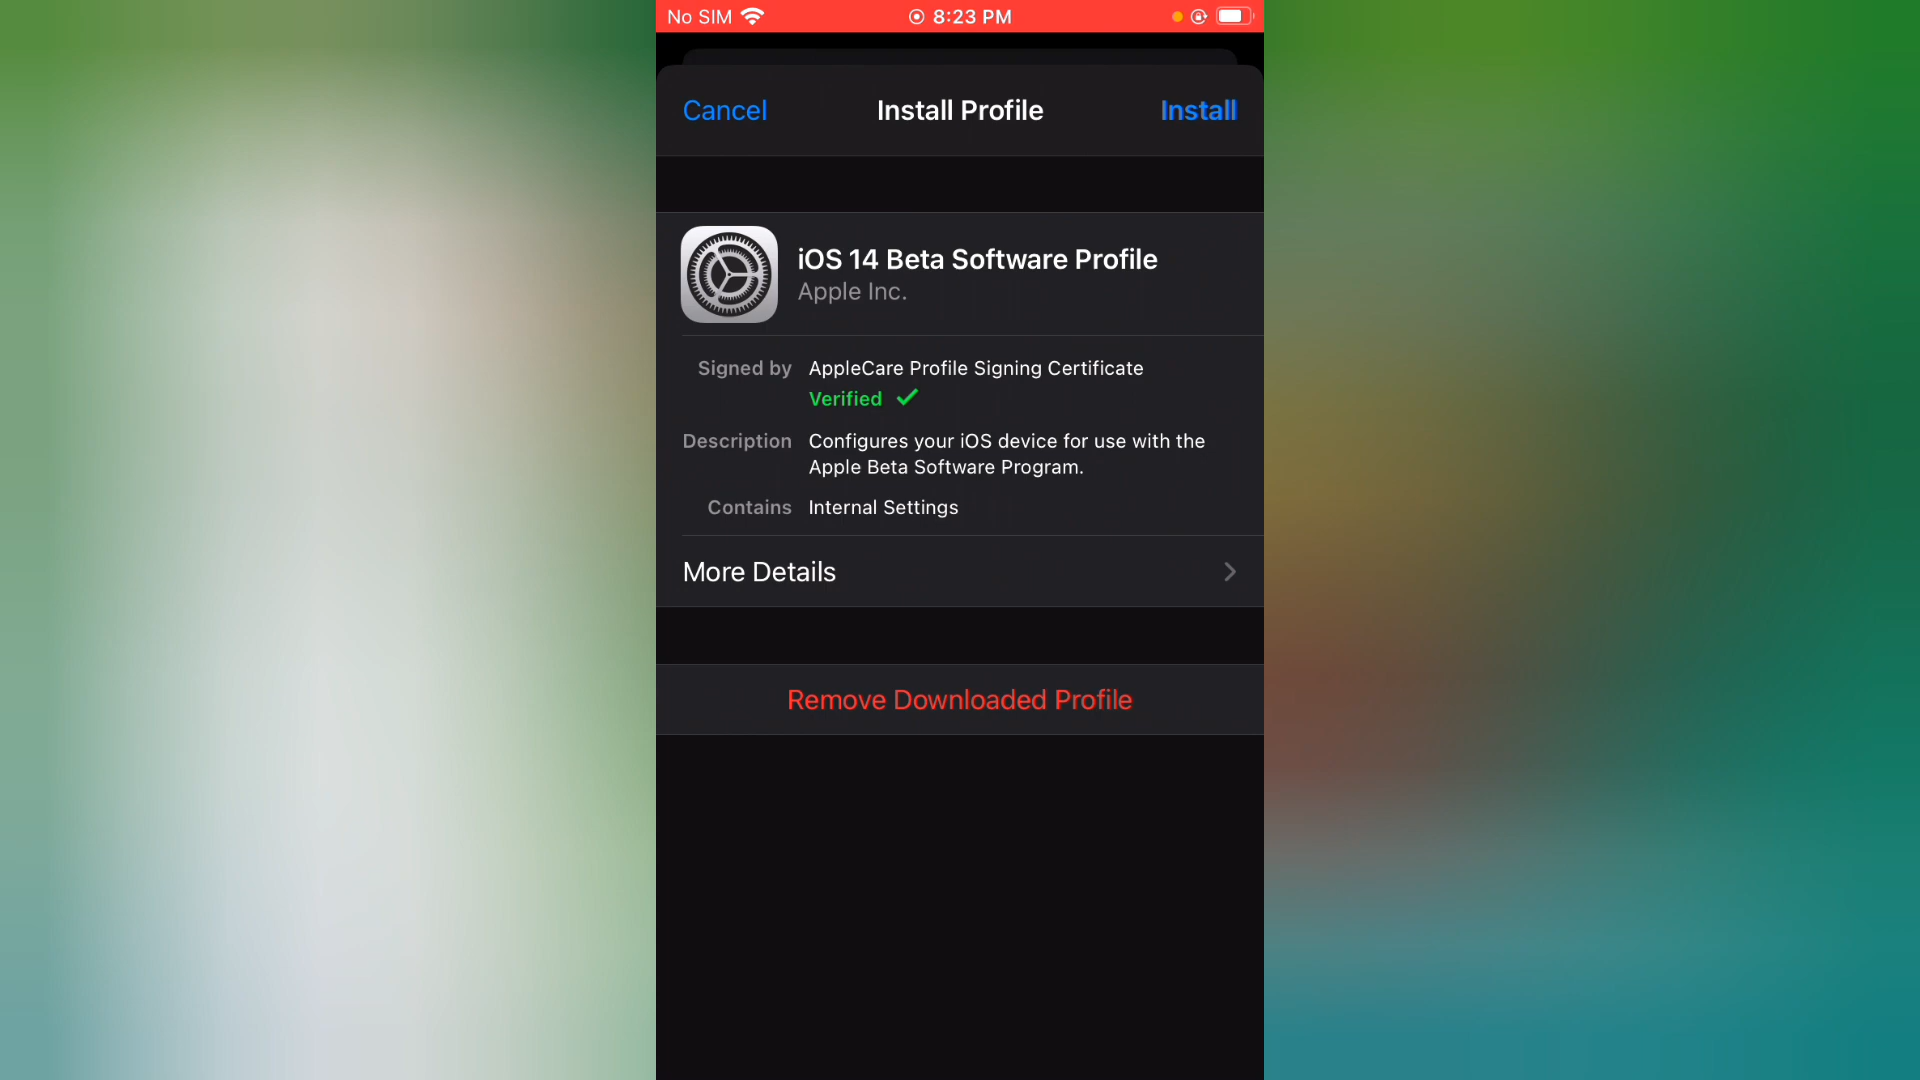 No SIM 8:23 PM
Cancel Install Profile Install
iOS 14 Beta Software Profile
Apple Inc.
Signed by AppleCare Profile Signing Certificate
Verified
Description Configures your iOS device for use with the
Apple Beta Software Program.
Contains Internal Settings
More Details
Remove Downloaded Profile